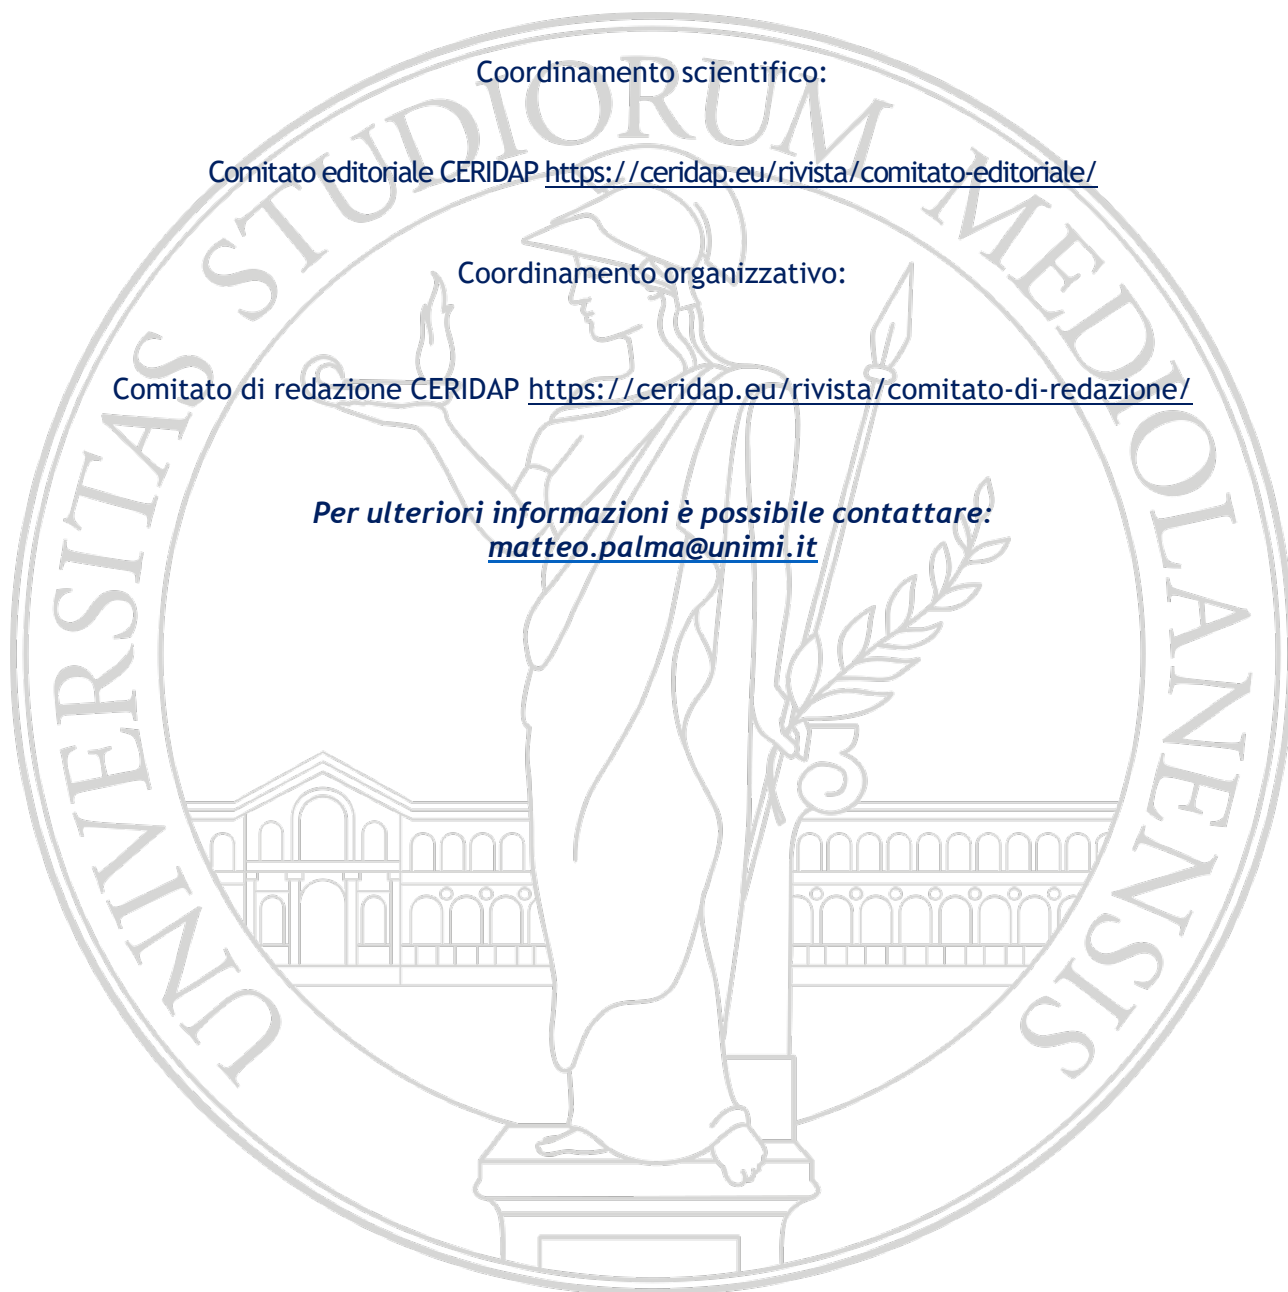 Coordinamento scientifico:
Comitato editoriale CERIDAP https://ceridap.eu/rivista/comitato-editoriale/
Coordinamento organizzativo:
Comitato di redazione CERIDAP https://ceridap.eu/rivista/comitato-di-redazione/
Per ulteriori informazioni è possibile contattare:
matteo.palma@unimi.it
UNIVERSITAS STUDIORUM MEDIOLANENSIS